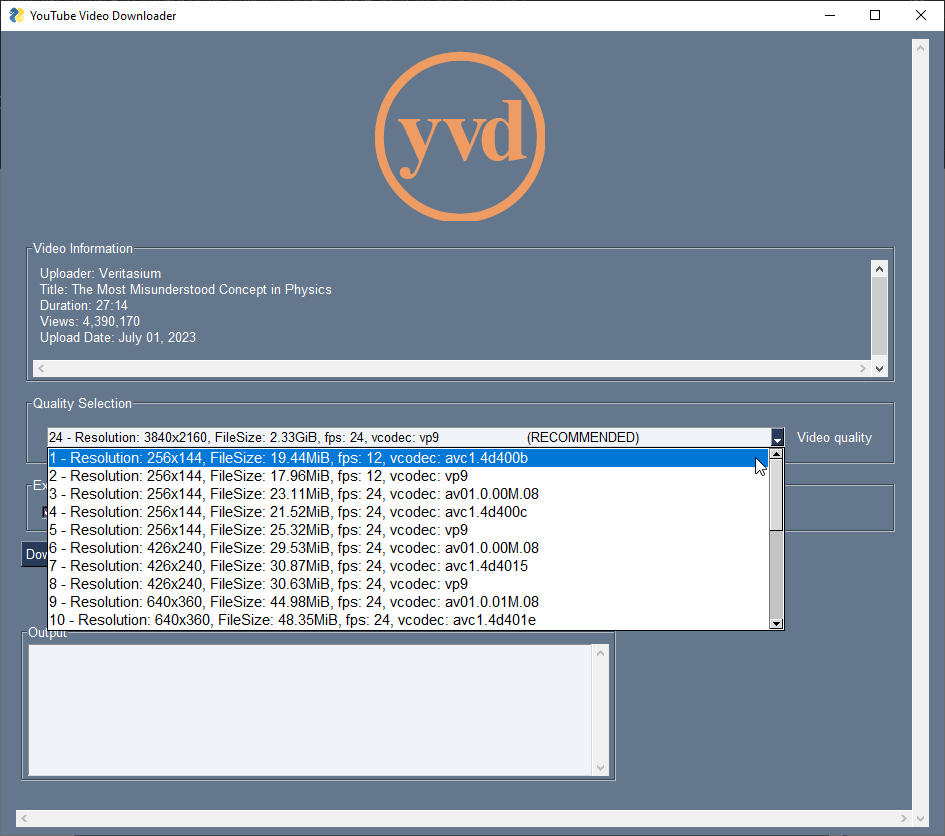 YouTube Video Downloader
yvd
Video Information
Uploader: Veritasium
Title: The Most Misunderstood Concept in Physics
Duration: 27:14
Views: 4,390,170
Upload Date: July 01, 2023
Quality Selection
24 - Resolution: 3840x2160, FileSize: 2.33GiB, fps: 24, vcodec: vp9 (RECOMMENDED) Video quality
1 - Resolution: 256x144, FileSize: 19.44MiB, fps: 12, vcodec: avc1.4d400b
2 - Resolution: 256x144, FileSize: 17.96MiB, fps: 12, vcodec: vp9
3 - Resolution: 256x144, FileSize: 23.11MiB, fps: 24, vcodec: av01.0.00M.08
4 - Resolution: 256x144, FileSize: 21.52MiB, fps: 24, vcodec: avc1.4d400c
5 - Resolution: 256x144, FileSize: 25.32MiB, fps: 24, vcodec: vp9
6 - Resolution: 426x240, FileSize: 29.53MiB, fps: 24, vcodec: av01.0.00M.08
7 - Resolution: 426x240, FileSize: 30.87MiB, fps: 24, vcodec: avc1.4d4015
8 - Resolution: 426x240, FileSize: 30.63MiB, fps: 24, vcodec: vp9
9 - Resolution: 640x360, FileSize: 44.98MiB, fps: 24, vcodec: av01.0.01M.08
10 - Resolution: 640x360, FileSize: 48.35MiB, fps: 24, vcodec: avc1.4d401e
Output